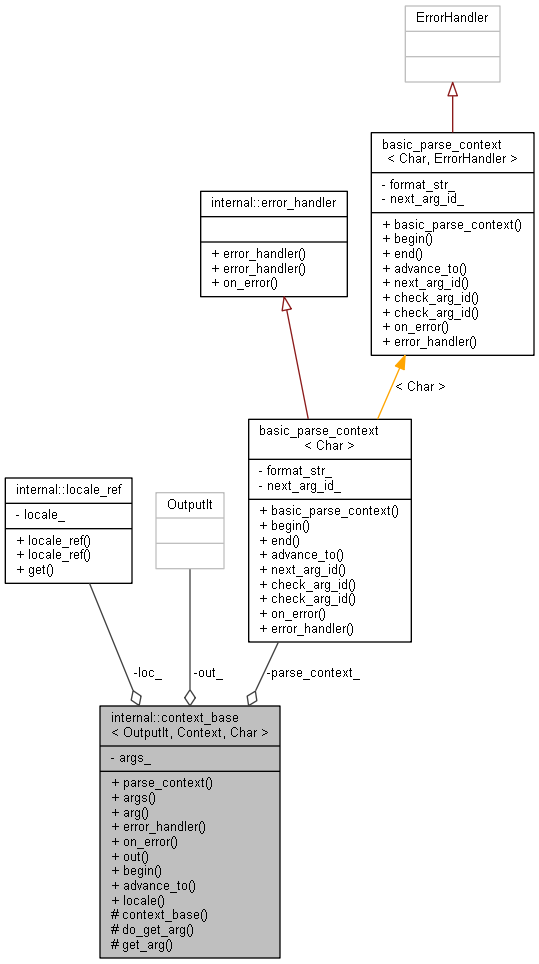 ErrorHandler
basic_parse_context
< Char, ErrorHandler >
- format_str_
- next_arg_id_
+ basic_parse_context()
+ begin()
+ end()
+ advance_to()
+ next_arg_id()
+ check_arg_id()
+ check_arg_id()
+ on_error()
+ error_handler()
internal::error_handler
+ error_handler()
+ error_handler()
+ on_error()
< Char >
basic_parse_context
< Char >
- format_str_
- next_arg_id_
+ basic_parse_context()
+ begin()
+ end()
+ advance_to()
+ next_arg_id()
+ check_arg_id()
+ check_arg_id()
+ on_error()
+ error_handler()
internal::locale_ref
- locale_
+ locale_ref()
+ locale_ref()
+ get()
OutputIt
-loc_
-out_
-parse_context_
internal::context_base
< OutputIt, Context, Char >
- args_
+ parse_context()
+ args()
+ arg()
+ error_handler()
+ on_error()
+ out()
+ begin()
+ advance_to()
+ locale()
# context_base()
# do_get_arg()
# get_arg()